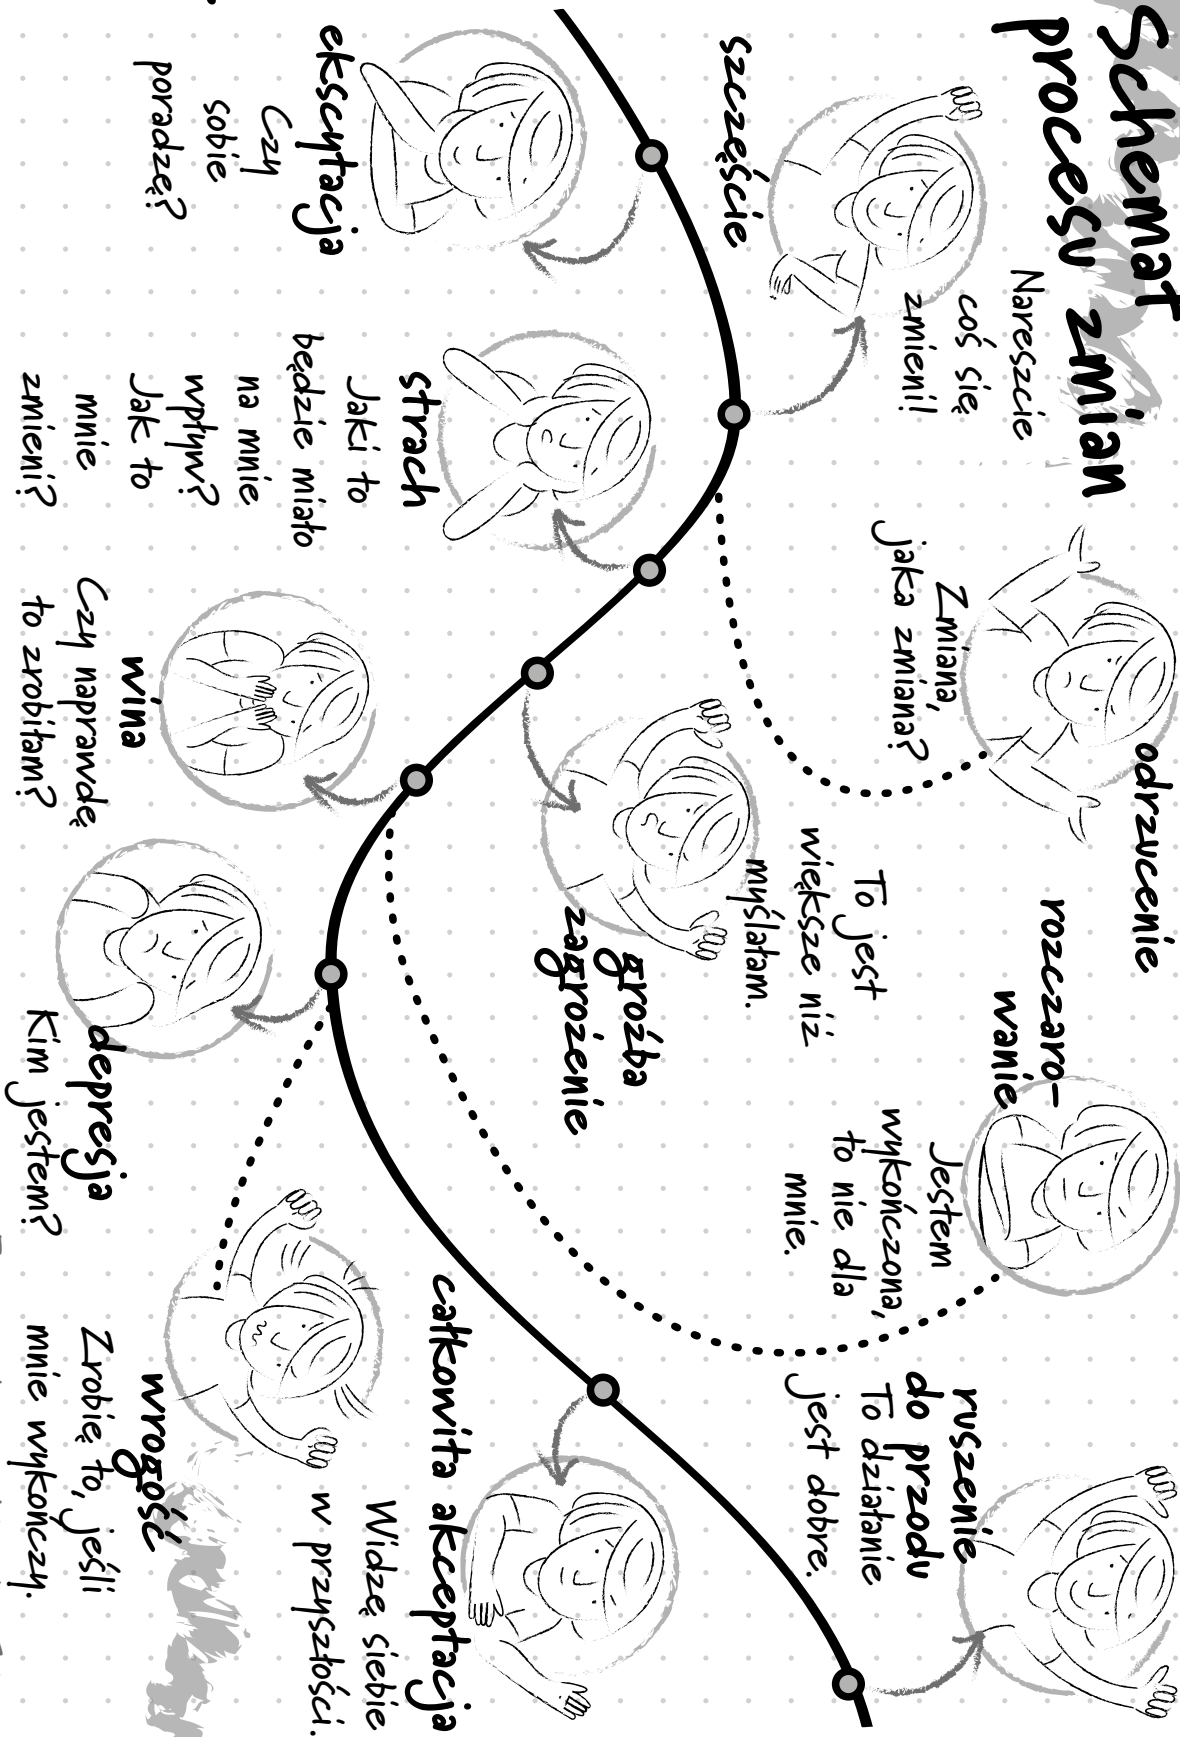 Schemat
procesu zmian
ekscytacja
Czy
sobie
poradzę?
szczęście
Nareszcie
coś się
zmieni!
strach
Jaki to
będzie miało
na mnie
wpływ?
Jak to
mnie
zmieni?
odrzucenie
Zmiana,
jaka zmiana?
groźba
zagrożenie
To jest
większe niż
myślałam.
wina
Czy naprawdę
to zrobiłam?
rozczaro-
wanie
Jestem
wykończona,
to nie dla
mnie.
depresja
Kim jestem?
wrogość
Zrobię to, jeśli
mnie wykończy.
całkowita akceptacja
Widzę siebie
w przyszłości.
ruszenie
do przodu
To działanie
jest dobre.